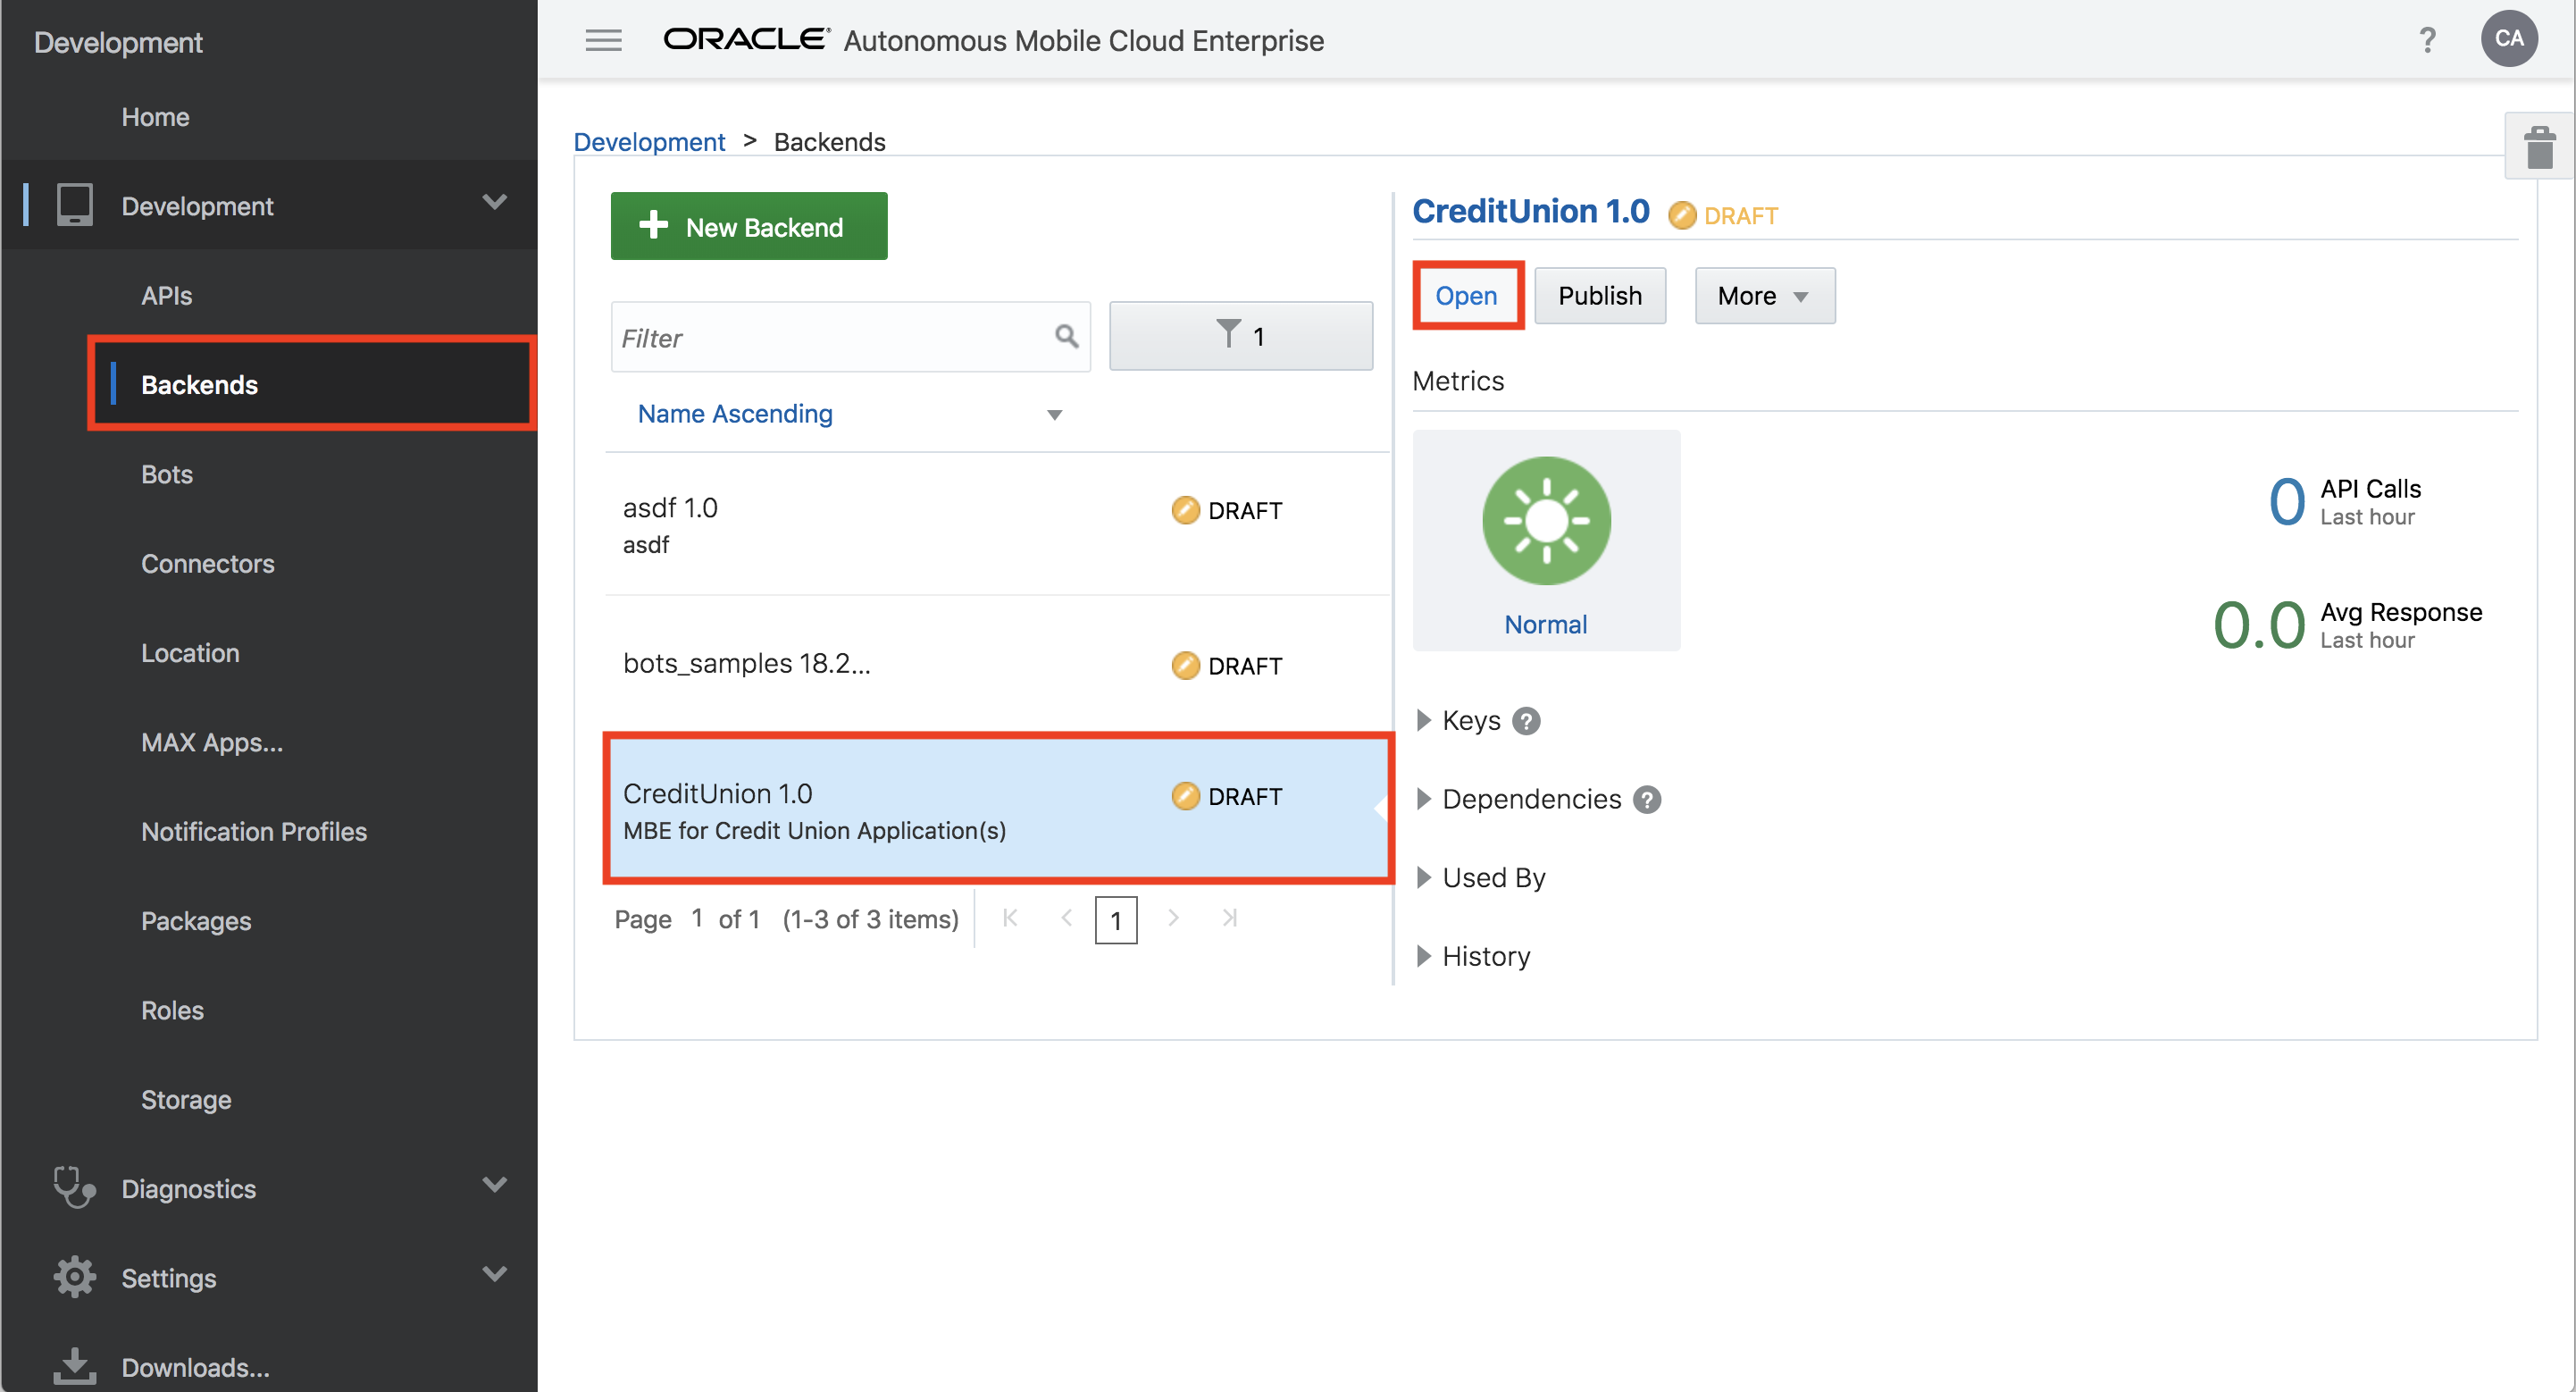 Development
Home
Development
APIs
Backends
Bots
Connectors
Location
MAX Apps...
Notification Profiles
Packages
Roles
Storage
Diagnostics
Settings
Downloads...
ORACLE® Autonomous Mobile Cloud Enterprise
?
CA
Development > Backends
New Backend
Filter
1
Name Ascending
asdf 1.0
DRAFT
asdf
bots_samples 18.2...
DRAFT
CreditUnion 1.0
DRAFT
MBE for Credit Union Application(s)
Page 1 of 1 (1-3 of 3 items)
1
CreditUnion 1.0 DRAFT
Open
Publish
More
Metrics
Normal
0 API Calls
Last hour
0.0 Avg Response
Last hour
Keys ?
Dependencies ?
Used By
History